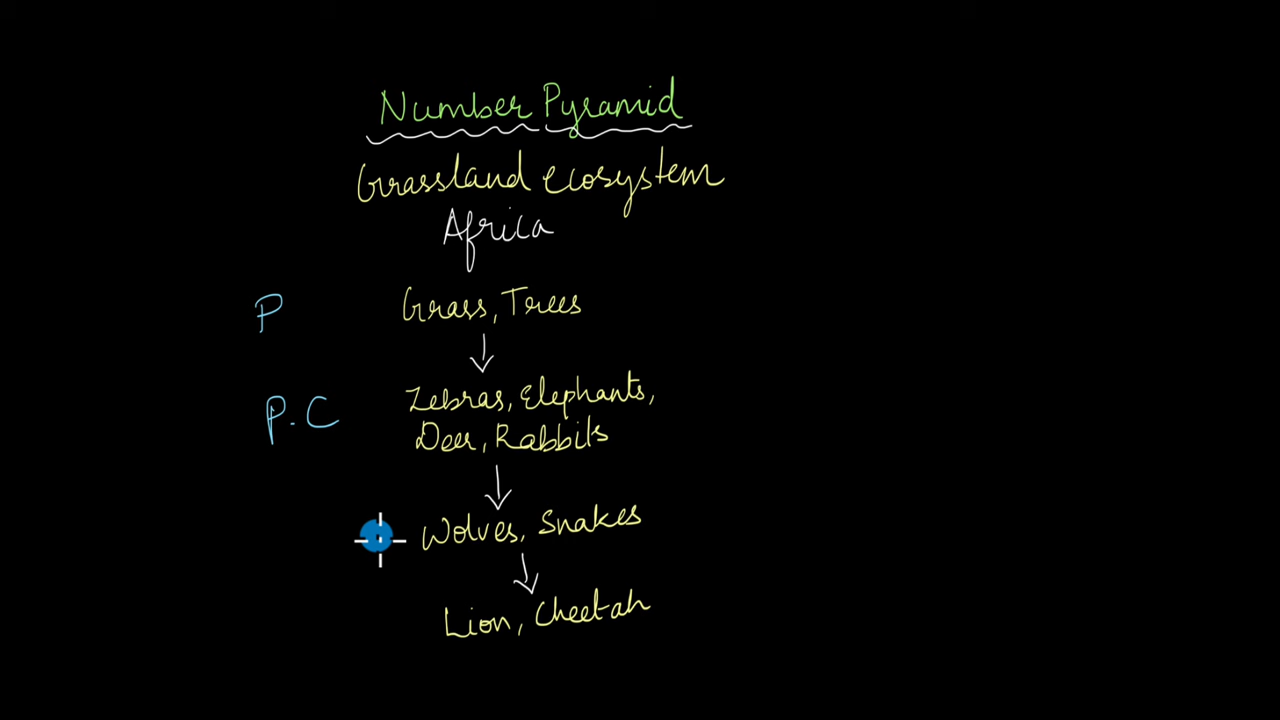 Number Pyramid
Grassland ecosystem
Africa
P Grass, Trees
P.C Zebras, Elephants,
Deer, Rabbits
Wolves, Snakes
Lion, Cheetah